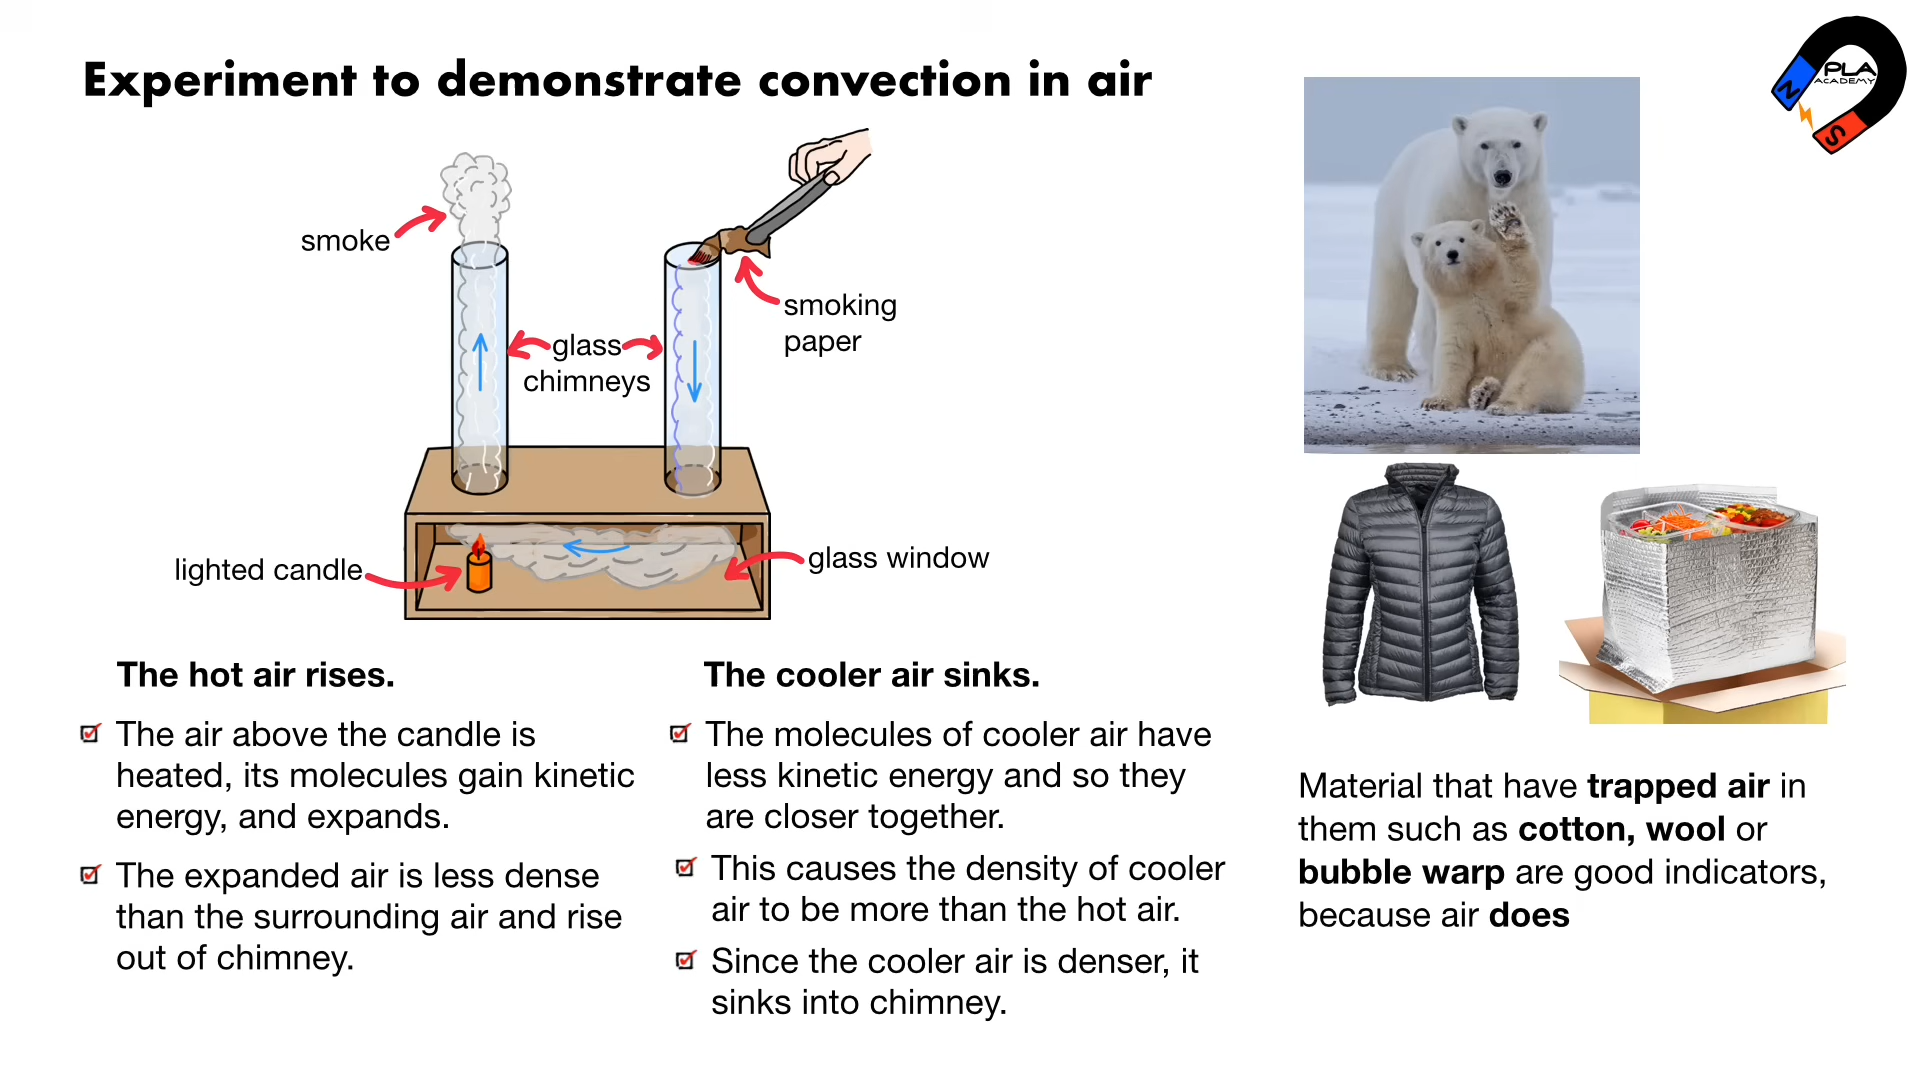 Experiment to demonstrate convection in air
PLA
ACADEMY
N
S
smoke
smoking
paper
glass
chimneys
lighted candle
glass window
The hot air rises.
The air above the candle is
heated, its molecules gain kinetic
energy, and expands.
The expanded air is less dense
than the surrounding air and rise
out of chimney.
The cooler air sinks.
The molecules of cooler air have
less kinetic energy and so they
are closer together.
This causes the density of cooler
air to be more than the hot air.
Since the cooler air is denser, it
sinks into chimney.
Material that have trapped air in
them such as cotton, wool or
bubble warp are good indicators,
because air does